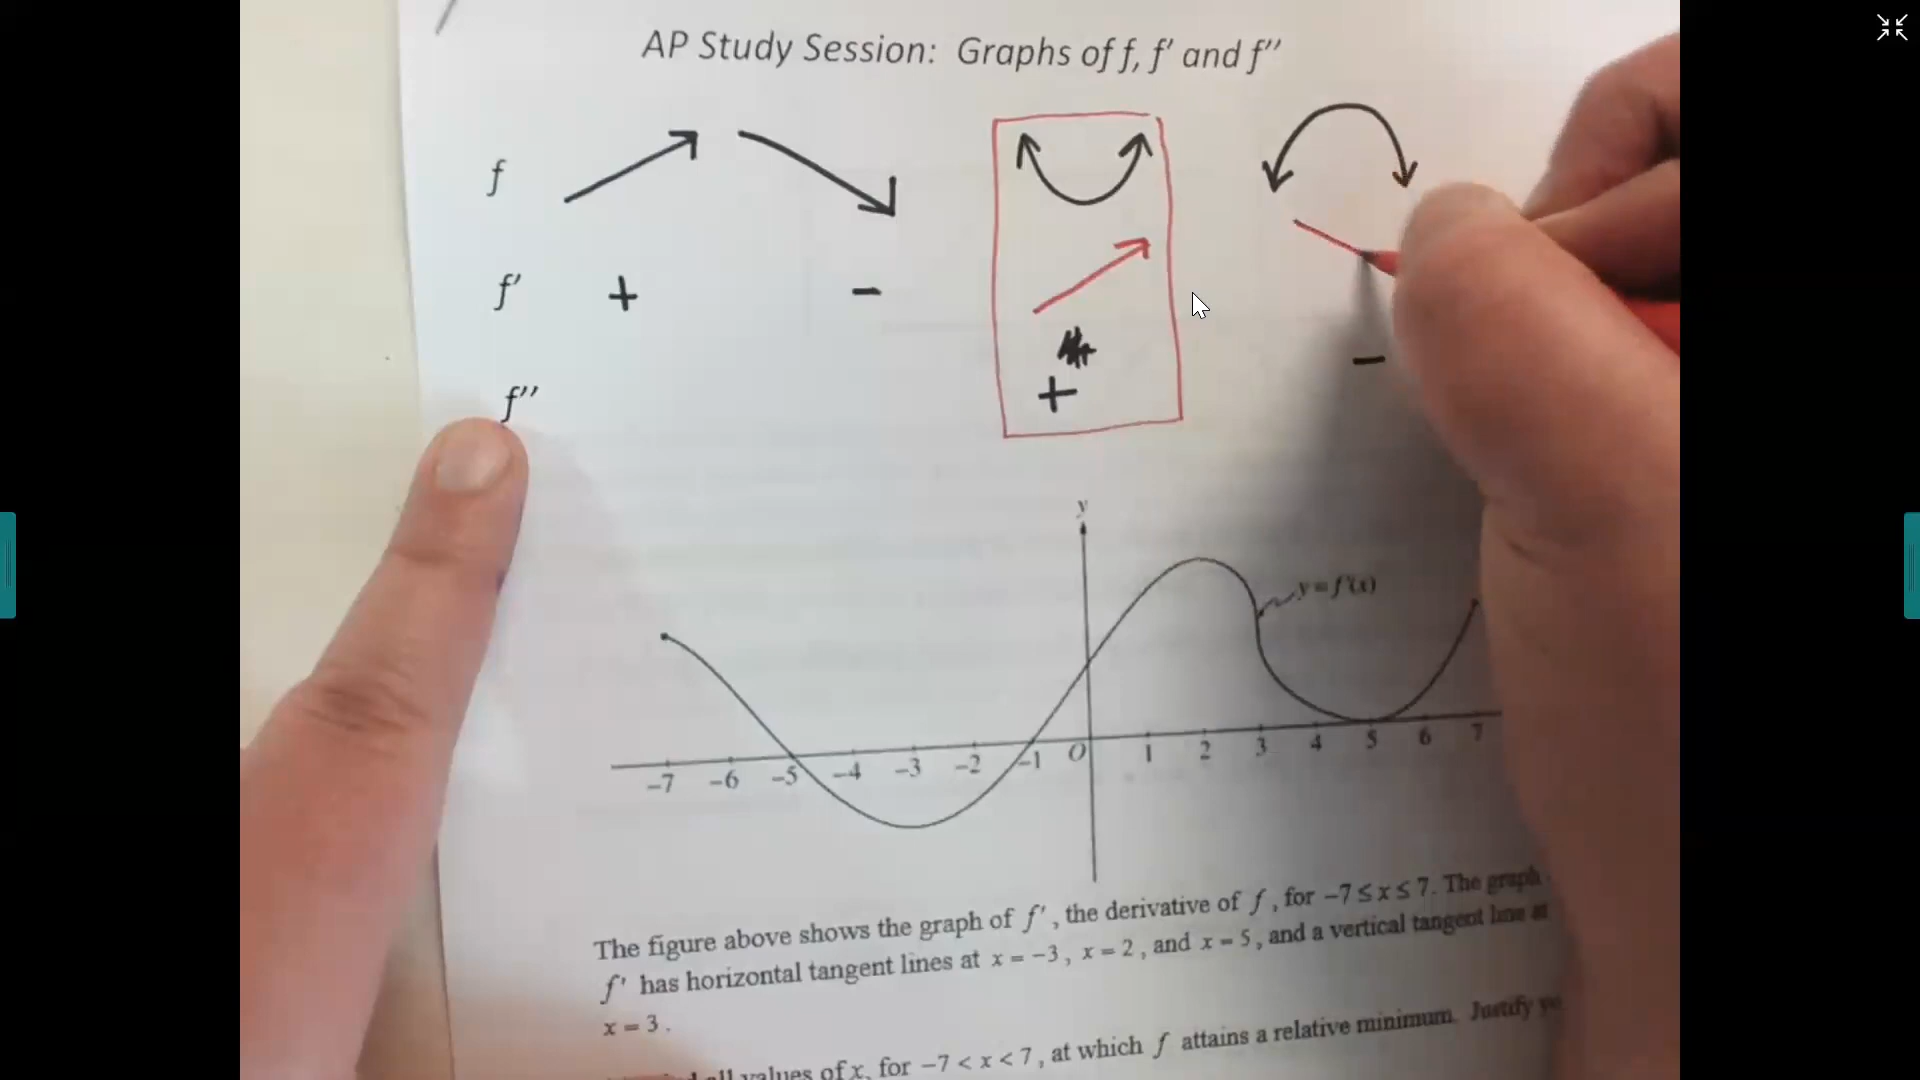 AP Study Session: Graphs of f, f' and f''
f
f' + -
f''
+ -
y
y = f'(x)
-7 -6 -5 -4 -3 -2 -1 O 1 2 3 4 5 6 7
The figure above shows the graph of f', the derivative of f, for -7 ≤ x ≤ 7. The graph
f' has horizontal tangent lines at x = -3, x = 2, and x = 5, and a vertical tangent line at
x = 3.
all values of x, for -7 < x < 7, at which f attains a relative minimum. Justify